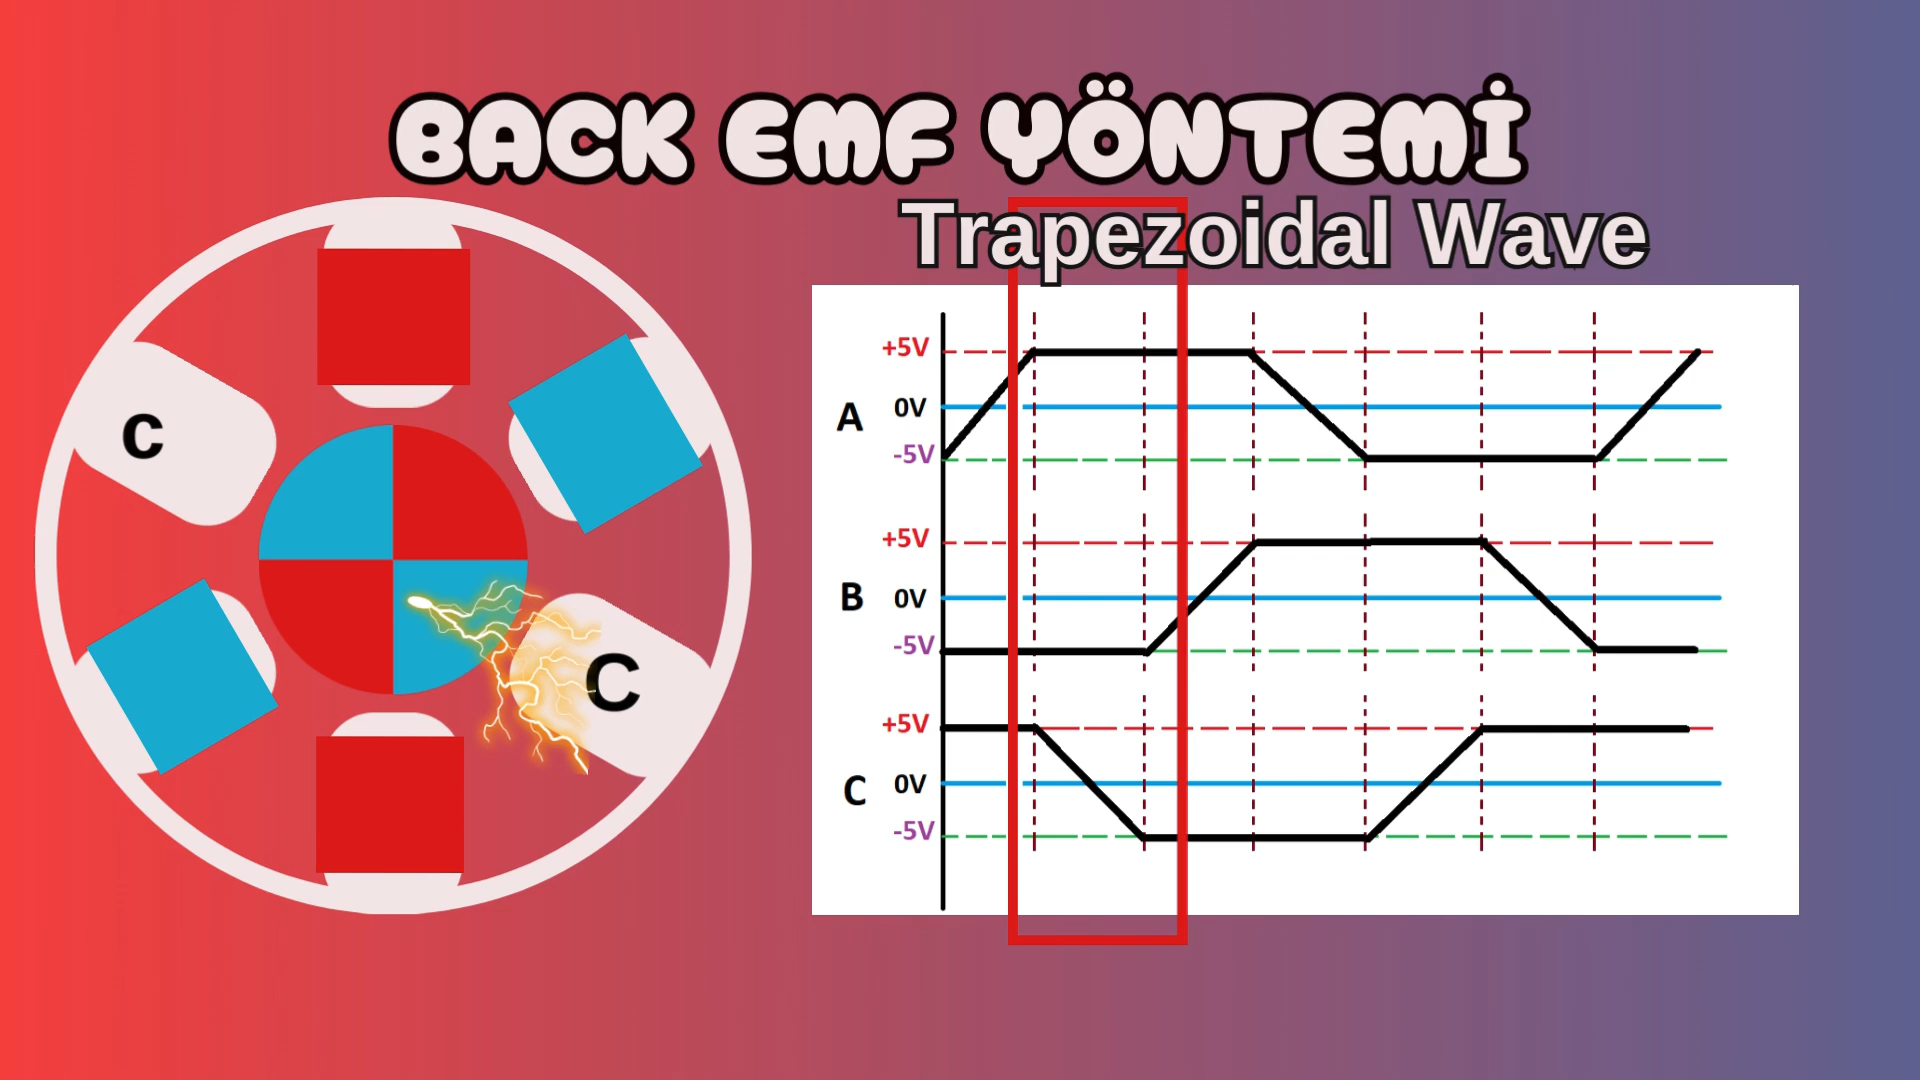 BACK EMF YÖNTEMİ
Trapezoidal Wave
c
C
+5V
A 0V
-5V
+5V
B 0V
-5V
+5V
C 0V
-5V